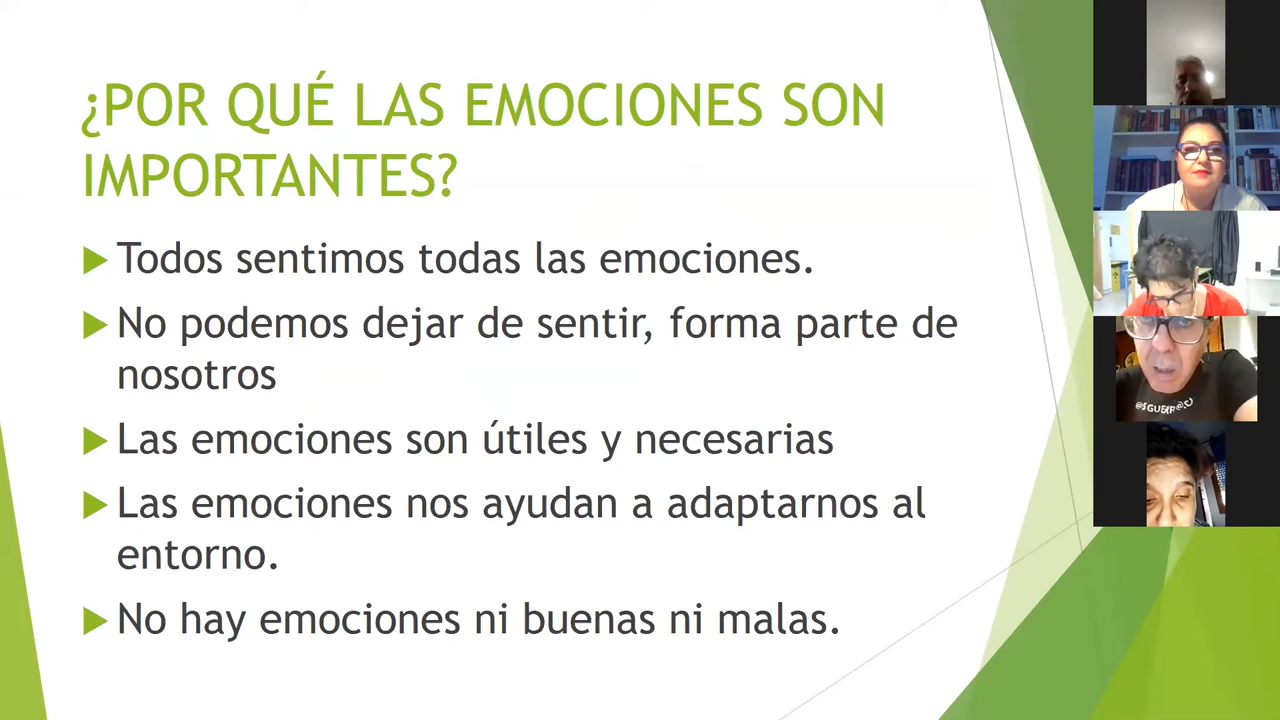 ¿POR QUÉ LAS EMOCIONES SON
IMPORTANTES?
Todos sentimos todas las emociones.
No podemos dejar de sentir, forma parte de
nosotros
Las emociones son útiles y necesarias
Las emociones nos ayudan a adaptarnos al
entorno.
No hay emociones ni buenas ni malas.